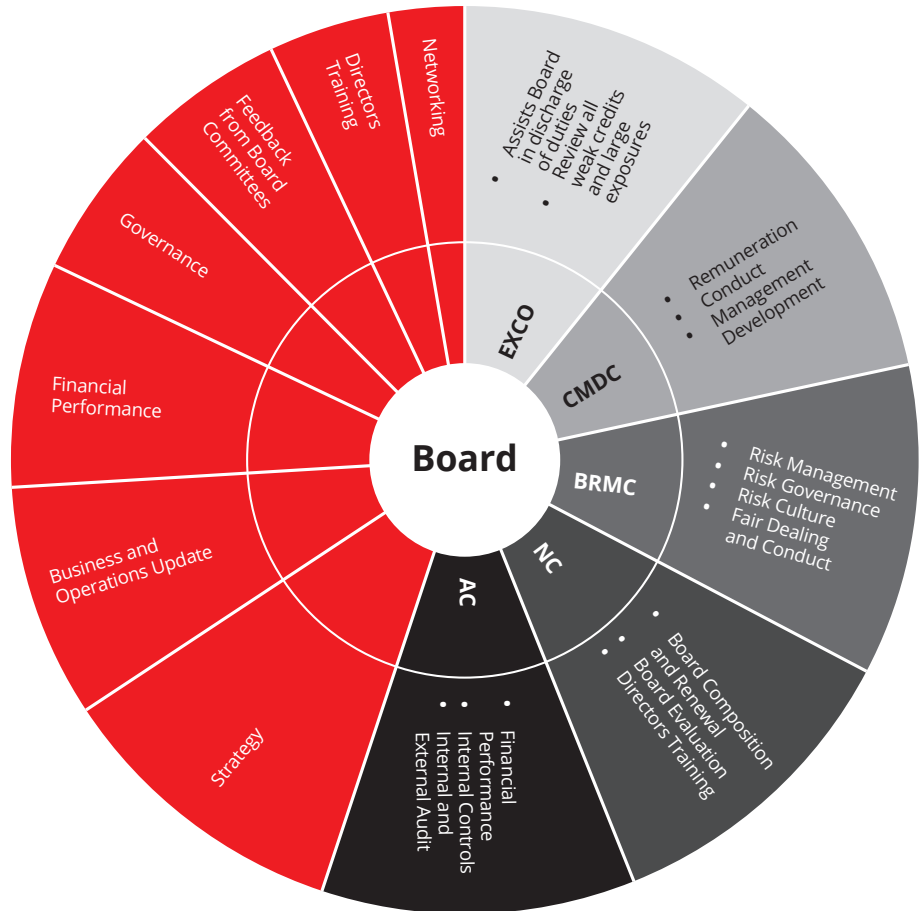 Board
EXCO
• Assists Board
in discharge
of duties
• Review all
weak credits
and large
exposures
CMDC
• Remuneration
• Conduct
• Management
Development
BRMC
• Risk Management
• Risk Governance
• Risk Culture
• Fair Dealing
and Conduct
NC
• Board Composition
and Renewal
• Board Evaluation
• Directors Training
AC
• Financial
Performance
• Internal Controls
• Internal and
External Audit
Strategy
Business and
Operations Update
Financial
Performance
Governance
Feedback
from Board
Committees
Directors
Training
Networking